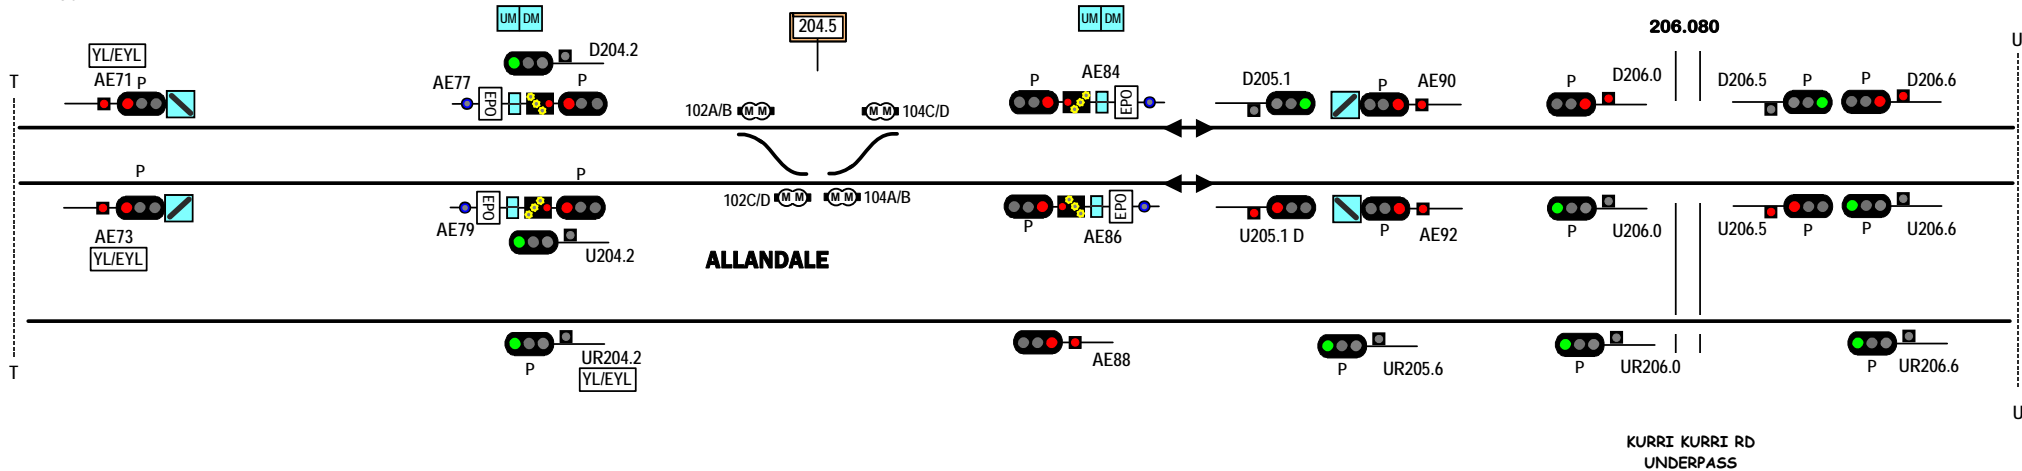 UM DM
UM DM
204.5
206.080
U
YL/EYL
D204.2
T
AE71
P
AE77
EPO
P
P
AE84
EPO
D205.1
P
AE90
P
D206.0
D206.5
P
P
D206.6
102A/B
M M
M M
104C/D
P
P
102C/D
M M
M M
104A/B
AE73
YL/EYL
AE79
EPO
U204.2
ALLANDALE
P
EPO
AE86
U205.1 D
P
AE92
P
U206.0
U206.5
P
P
U206.6
T
P
UR204.2
YL/EYL
AE88
P
UR205.6
P
UR206.0
P
UR206.6
U
KURRI KURRI RD
UNDERPASS